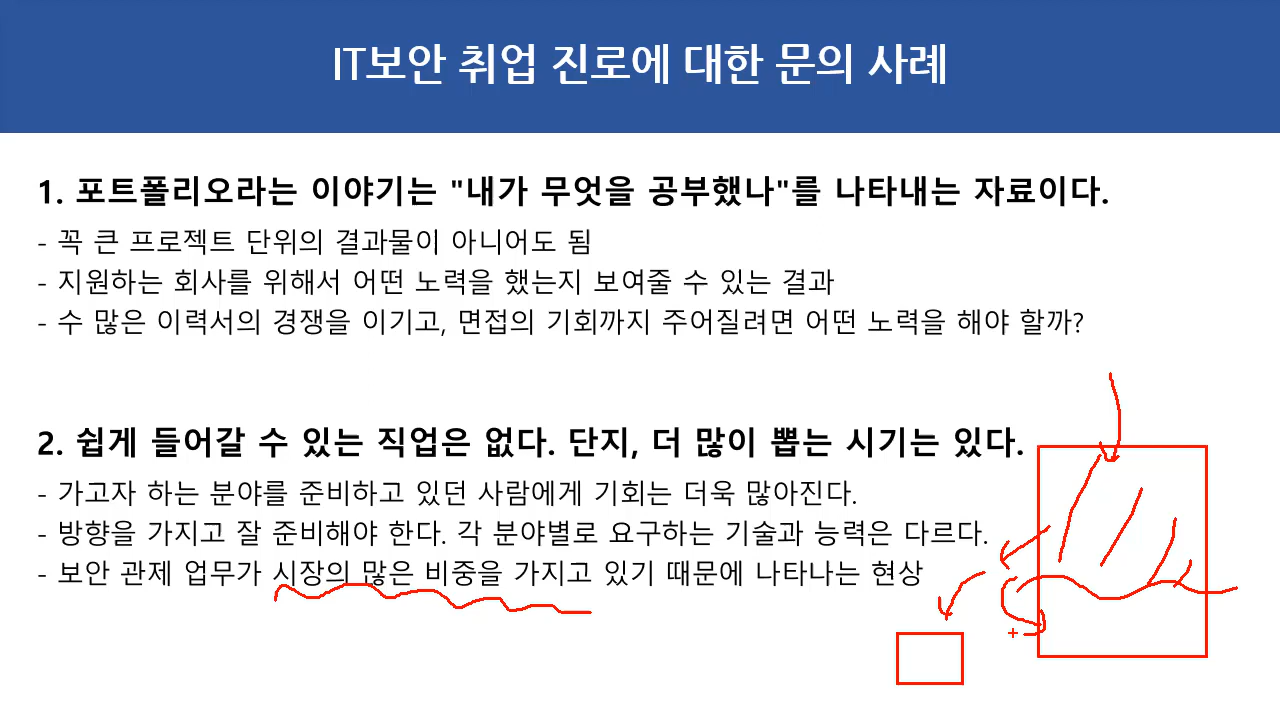 IT보안 취업 진로에 대한 문의 사례
1. 포트폴리오라는 이야기는 "내가 무엇을 공부했나"를 나타내는 자료이다.
- 꼭 큰 프로젝트 단위의 결과물이 아니어도 됨
- 지원하는 회사를 위해서 어떤 노력을 했는지 보여줄 수 있는 결과
- 수 많은 이력서의 경쟁을 이기고, 면접의 기회까지 주어질려면 어떤 노력을 해야 할까?
2. 쉽게 들어갈 수 있는 직업은 없다. 단지, 더 많이 뽑는 시기는 있다.
- 가고자 하는 분야를 준비하고 있던 사람에게 기회는 더욱 많아진다.
- 방향을 가지고 잘 준비해야 한다. 각 분야별로 요구하는 기술과 능력은 다르다.
- 보안 관제 업무가 시장의 많은 비중을 가지고 있기 때문에 나타나는 현상